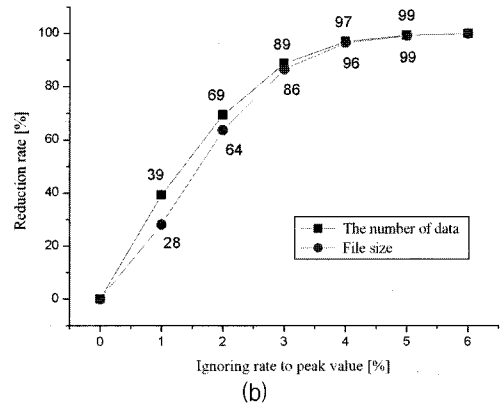 97
99
89
100
96
99
86
80
69
64
Reduction rate [%]
60
39
40
The number of data
File size
28
20
0
0 1 2 3 4 5 6
Ignoring rate to peak value [%]
(b)